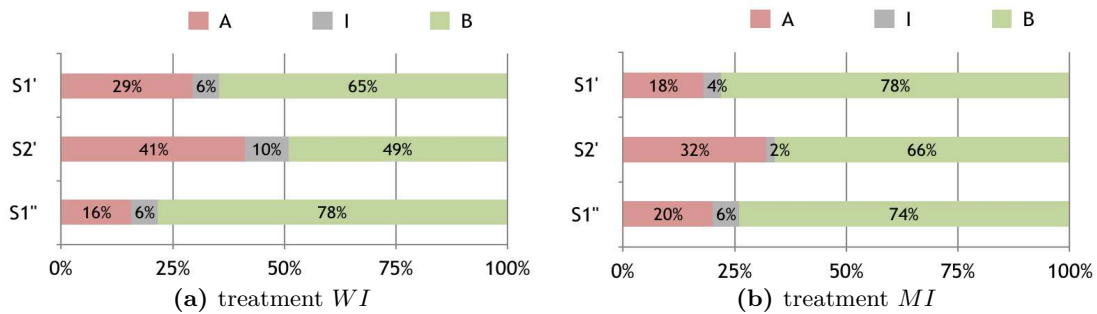 A I B
S1' 29% 6% 65%
S2' 41% 10% 49%
S1" 16% 6% 78%
0% 25% 50% 75% 100%
(a) treatment WI
A I B
S1' 18% 4% 78%
S2' 32% 2% 66%
S1" 20% 6% 74%
0% 25% 50% 75% 100%
(b) treatment MI